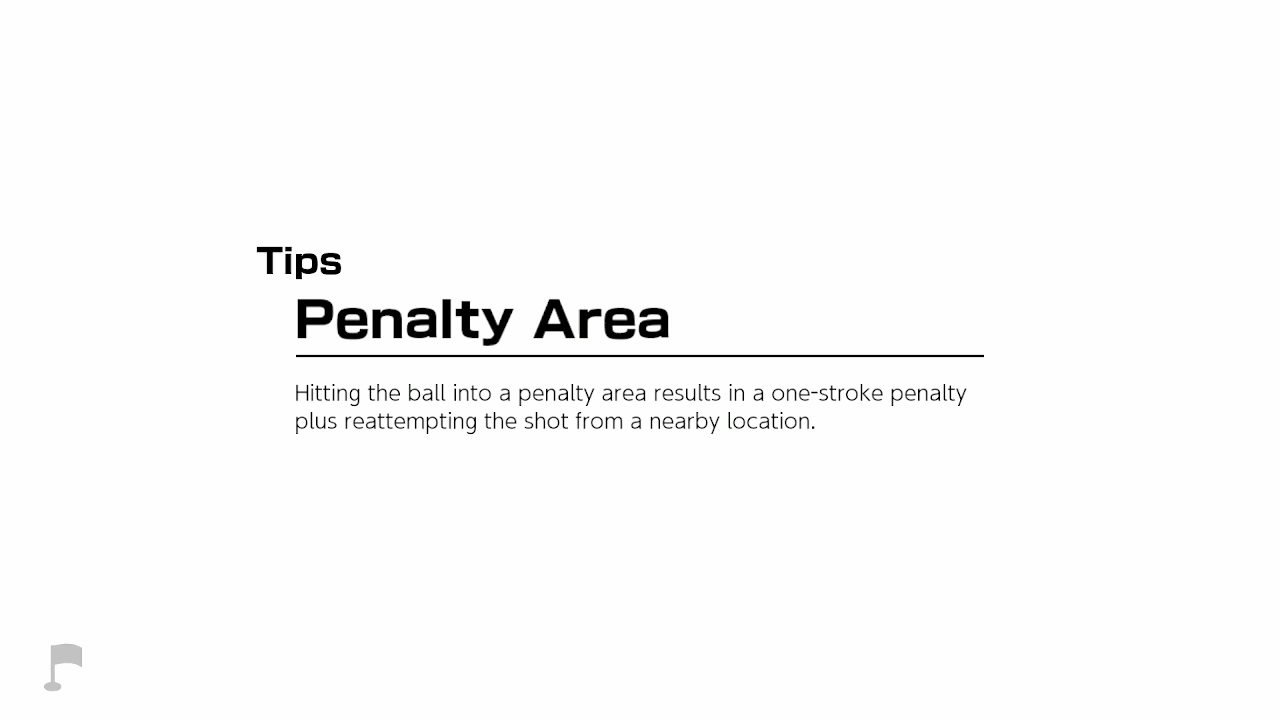 Tips
Penalty Area
Hitting the ball into a penalty area results in a one-stroke penalty
plus reattempting the shot from a nearby location.